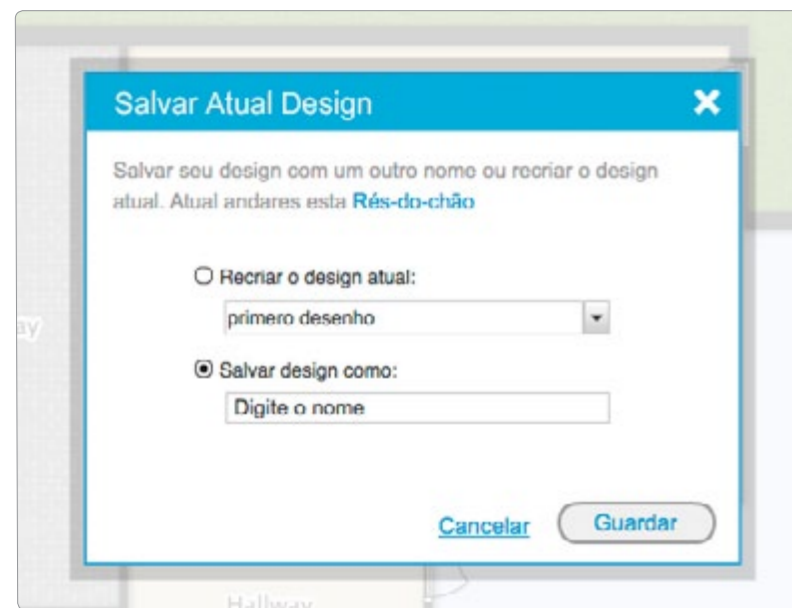 Salvar Atual Design
Salvar seu design com um outro nome ou recriar o design
atual. Atual andares esta Rés-do-chão
Recriar o design atual:
primero desenho
Salvar design como:
Digite o nome
Cancelar
Guardar
Hallway